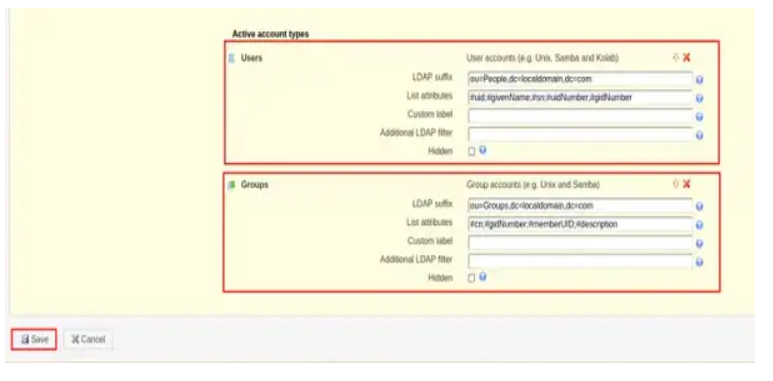 Active account types
Users User accounts (e.g. Unix, Samba and Kolab)
LDAP suffix ou=People,dc=localdomain,dc=com
List attributes #uid;#givenName;#sn;#uidNumber;#gidNumber
Custom label
Additional LDAP filter
Hidden
Groups Group accounts (e.g. Unix and Samba)
LDAP suffix ou=Groups,dc=localdomain,dc=com
List attributes #cn;#gidNumber;#memberUID;#description
Custom label
Additional LDAP filter
Hidden
Save Cancel